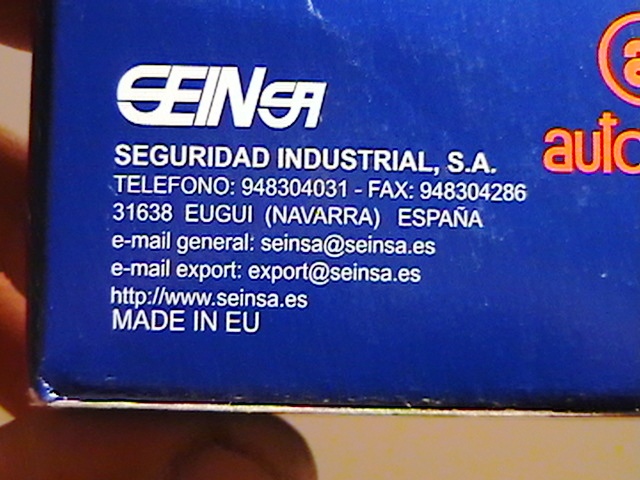 SEINSA
SEGURIDAD INDUSTRIAL, S.A.
TELEFONO: 948304031 - FAX: 948304286
31638 EUGUI (NAVARRA) ESPAÑA
e-mail general: seinsa@seinsa.es
e-mail export: export@seinsa.es
http://www.seinsa.es
MADE IN EU